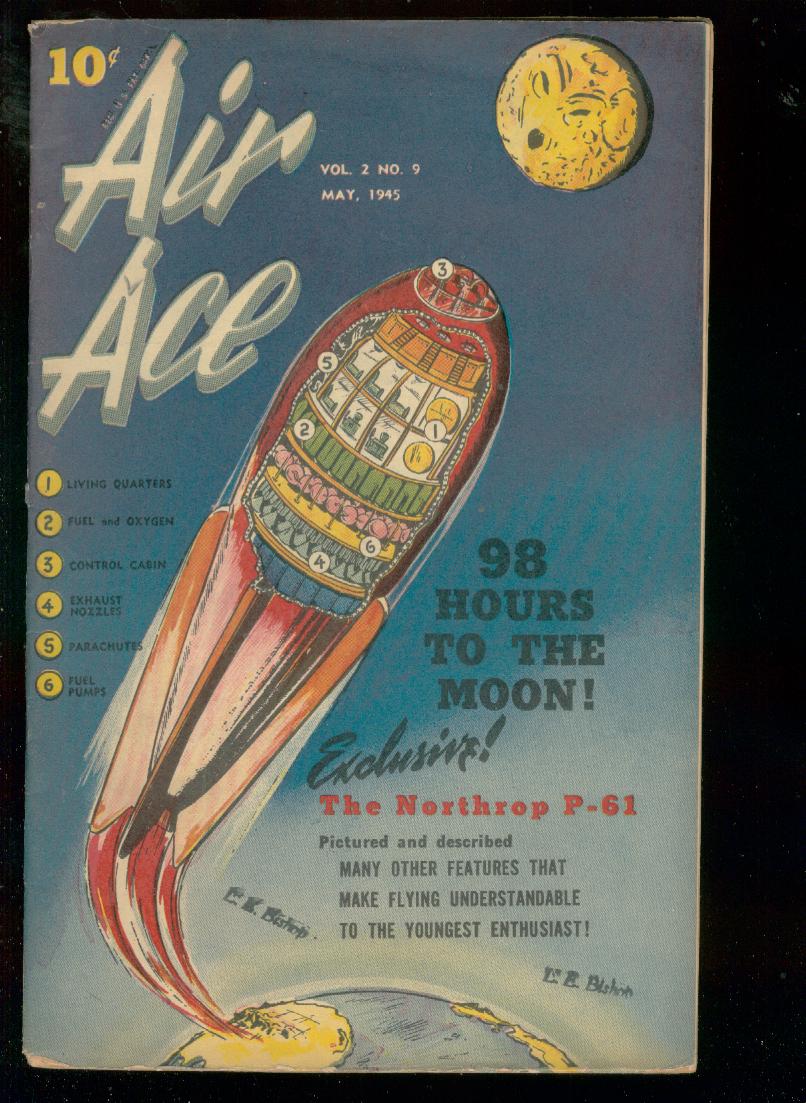 10¢
REG. U.S. PAT. OFF.
Air
Ace
VOL. 2 NO. 9
MAY, 1945
3
5
1
2
6
4
1 LIVING QUARTERS
2 FUEL and OXYGEN
3 CONTROL CABIN
4 EXHAUST
NOZZLES
5 PARACHUTES
6 FUEL
PUMPS
98
HOURS
TO THE
MOON!
Exclusive!
The Northrop P-61
Pictured and described
MANY OTHER FEATURES THAT
MAKE FLYING UNDERSTANDABLE
TO THE YOUNGEST ENTHUSIAST!
Bishop.
Bishop